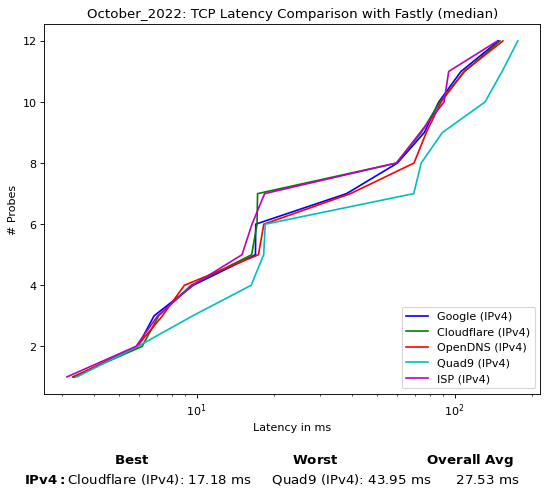 October_2022: TCP Latency Comparison with Fastly (median)
12
10
8
6
4
2
# Probes
Google (IPv4)
Cloudflare (IPv4)
OpenDNS (IPv4)
Quad9 (IPv4)
ISP (IPv4)
10¹ 10²
Latency in ms
Best Worst Overall Avg
IPv4: Cloudflare (IPv4): 17.18 ms Quad9 (IPv4): 43.95 ms 27.53 ms